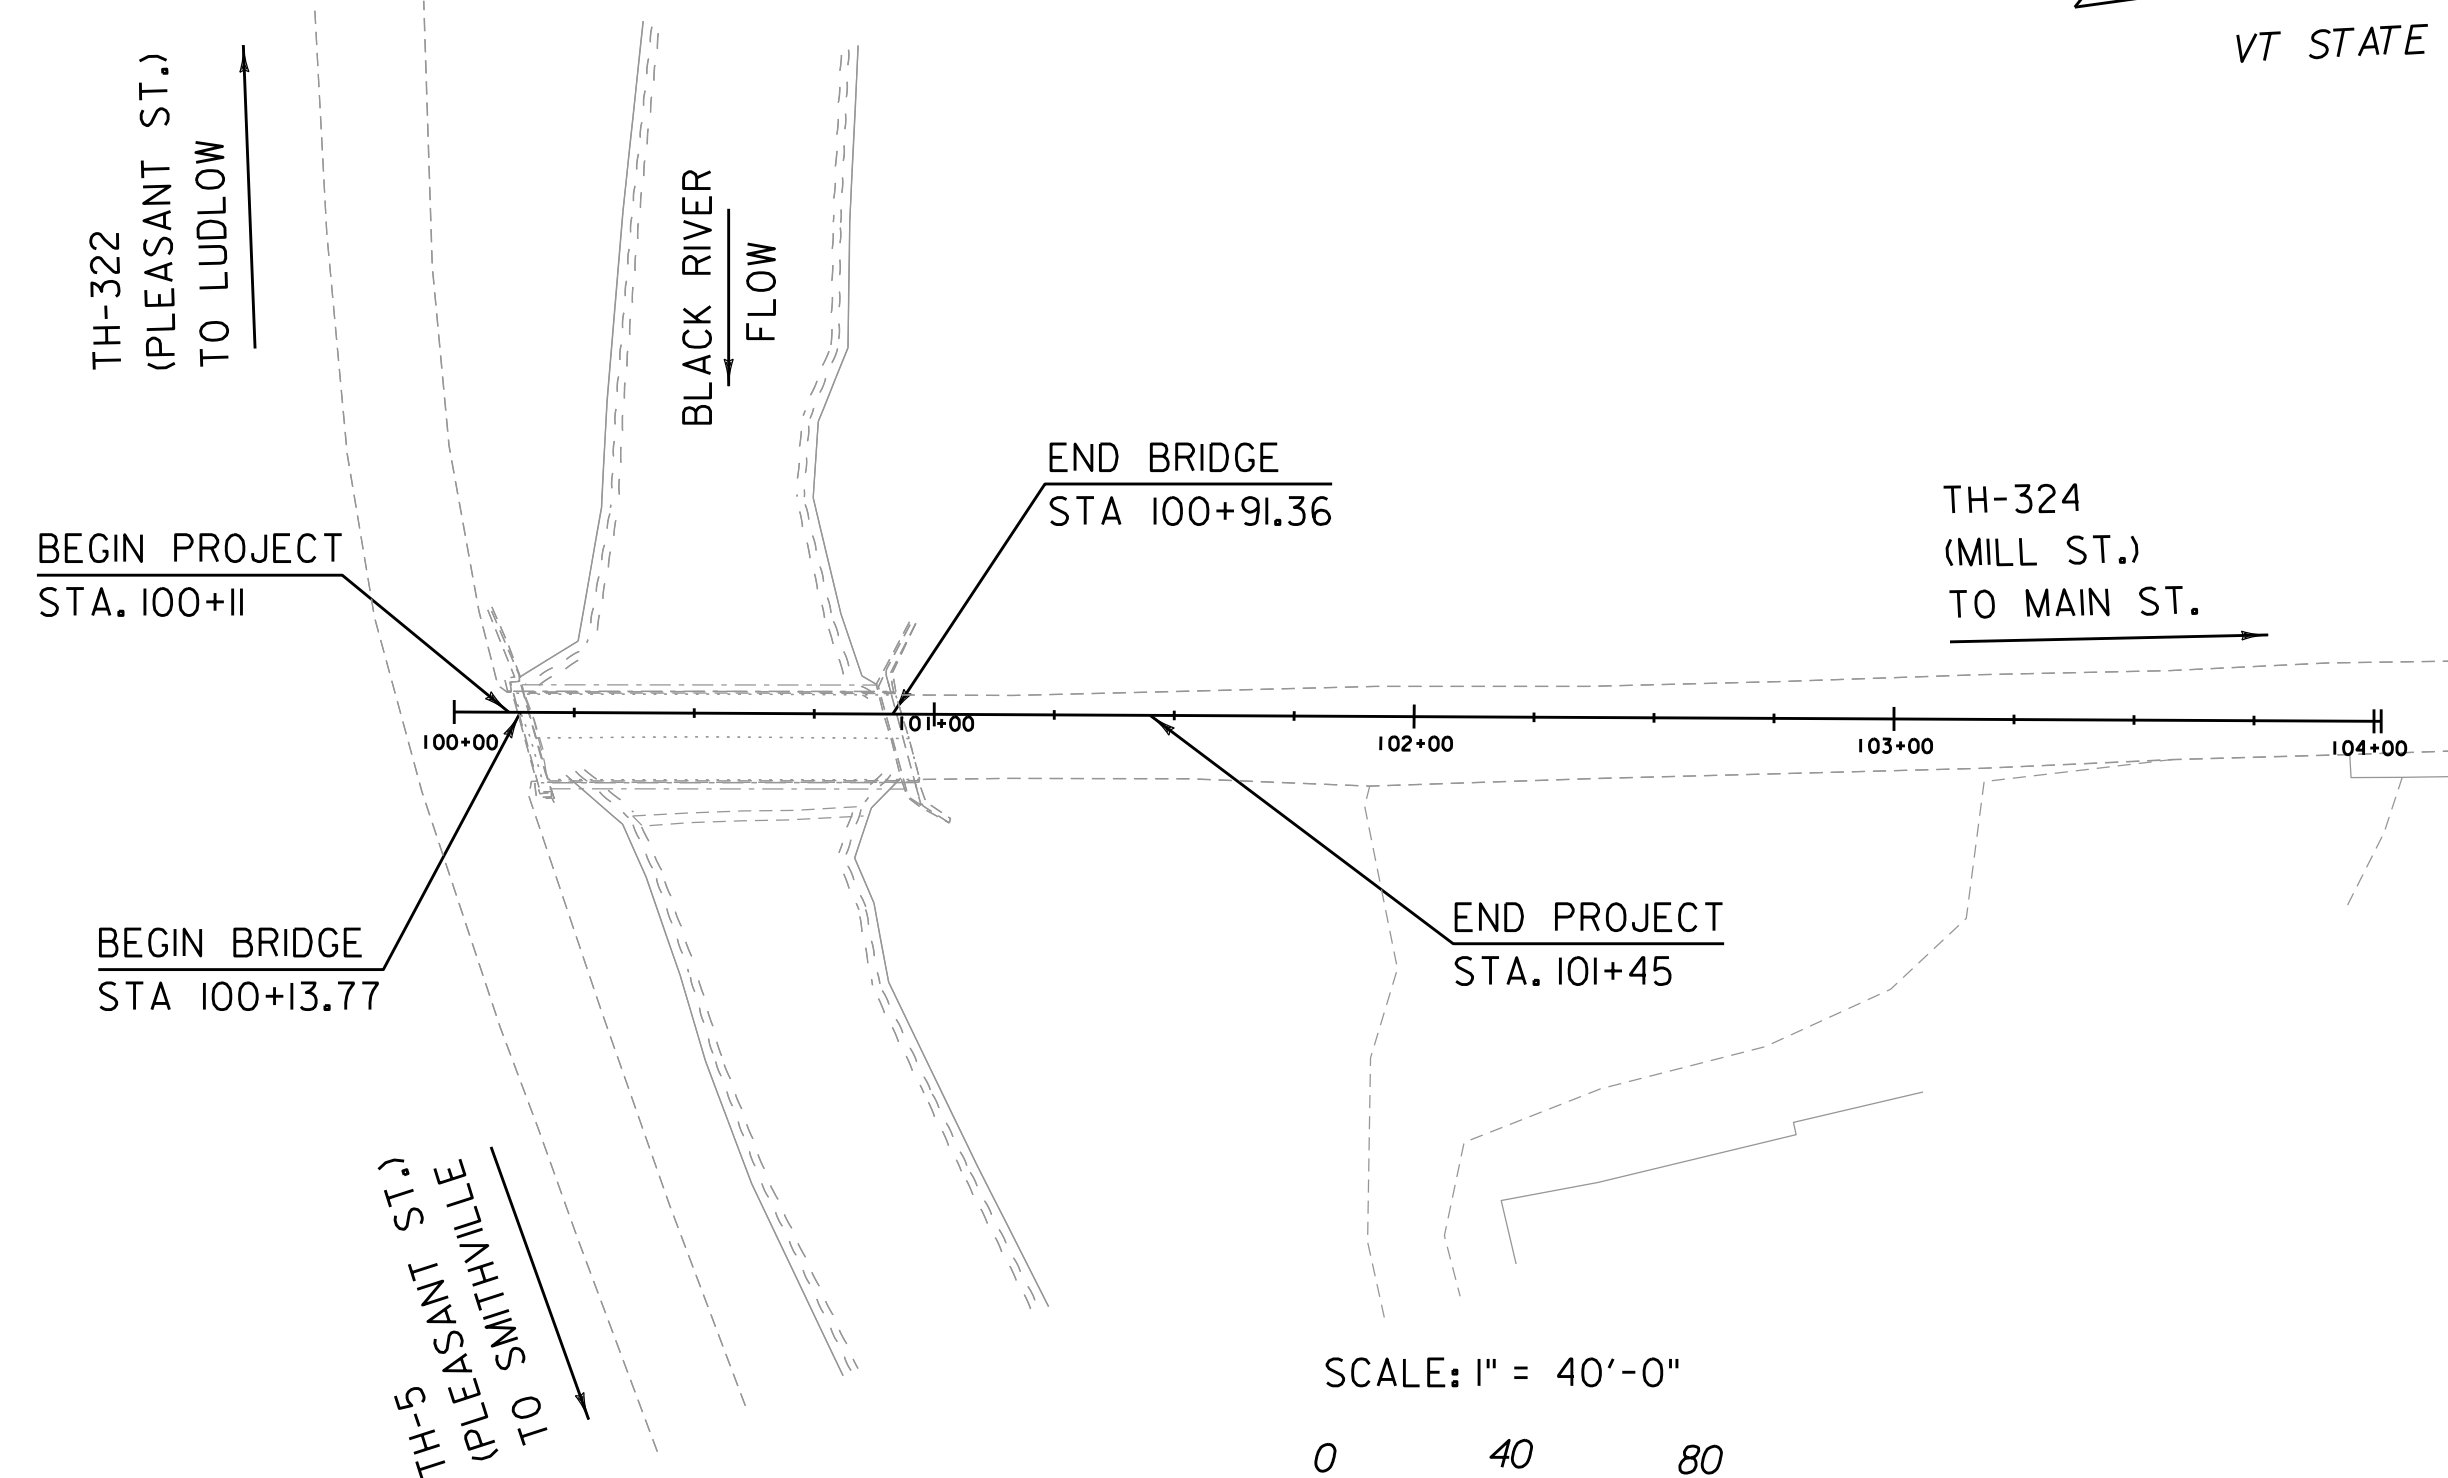 VT STATE
TH-322
(PLEASANT ST.)
TO LUDLOW
BLACK RIVER
FLOW
END BRIDGE
STA 100+91.36
TH-324
(MILL ST.)
TO MAIN ST.
BEGIN PROJECT
STA. 100+11
100+00
101+00
102+00
103+00
104+00
BEGIN BRIDGE
STA 100+13.77
END PROJECT
STA. 101+45
TH-5
(PLEASANT ST.)
TO SMITHVILLE
SCALE: 1" = 40'-0"
0 40 80